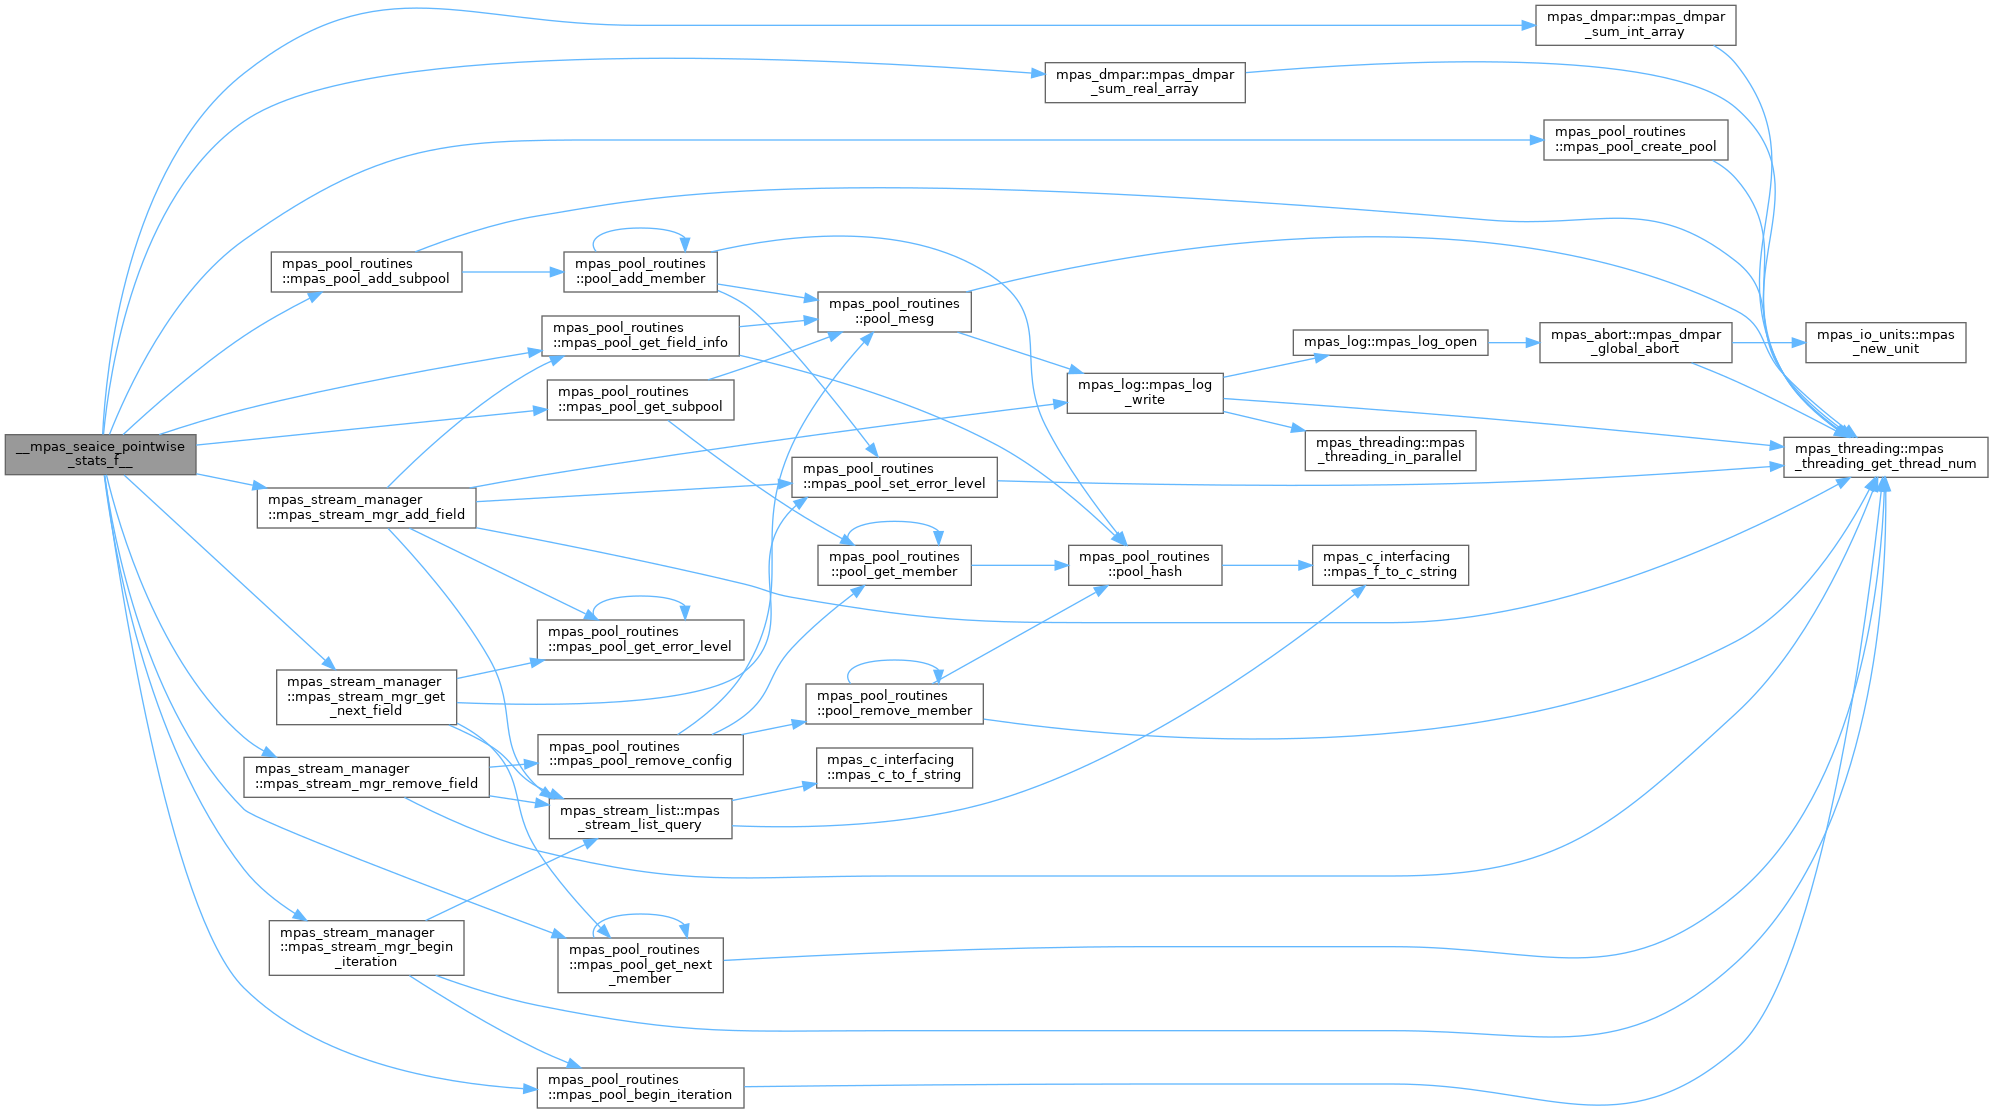 mpas_dmpar::mpas_dmpar
_sum_int_array
mpas_dmpar::mpas_dmpar
_sum_real_array
mpas_pool_routines
::mpas_pool_create_pool
mpas_pool_routines
::mpas_pool_add_subpool
mpas_pool_routines
::pool_add_member
mpas_pool_routines
::pool_mesg
mpas_pool_routines
::mpas_pool_get_field_info
mpas_log::mpas_log_open
mpas_abort::mpas_dmpar
_global_abort
mpas_io_units::mpas
_new_unit
mpas_pool_routines
::mpas_pool_get_subpool
mpas_log::mpas_log
_write
__mpas_seaice_pointwise
_stats_f__
mpas_threading::mpas
_threading_in_parallel
mpas_threading::mpas
_threading_get_thread_num
mpas_pool_routines
::mpas_pool_set_error_level
mpas_stream_manager
::mpas_stream_mgr_add_field
mpas_pool_routines
::pool_get_member
mpas_pool_routines
::pool_hash
mpas_c_interfacing
::mpas_f_to_c_string
mpas_pool_routines
::mpas_pool_get_error_level
mpas_stream_manager
::mpas_stream_mgr_get
_next_field
mpas_pool_routines
::pool_remove_member
mpas_pool_routines
::mpas_pool_remove_config
mpas_c_interfacing
::mpas_c_to_f_string
mpas_stream_manager
::mpas_stream_mgr_remove_field
mpas_stream_list::mpas
_stream_list_query
mpas_stream_manager
::mpas_stream_mgr_begin
_iteration
mpas_pool_routines
::mpas_pool_get_next
_member
mpas_pool_routines
::mpas_pool_begin_iteration